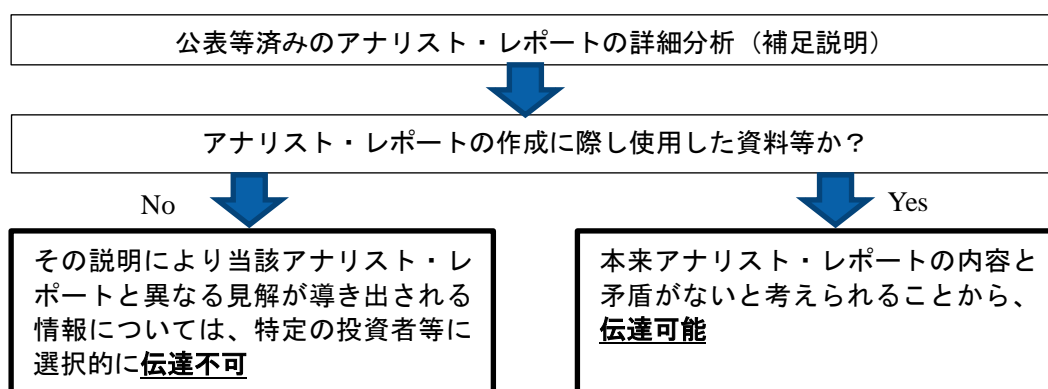 公表等済みのアナリスト・レポートの詳細分析（補足説明）
アナリスト・レポートの作成に際し使用した資料等か？
No
Yes
その説明により当該アナリスト・レ
ポートと異なる見解が導き出される
情報については、特定の投資者等に
選択的に伝達不可
本来アナリスト・レポートの内容と
矛盾がないと考えられることから、
伝達可能